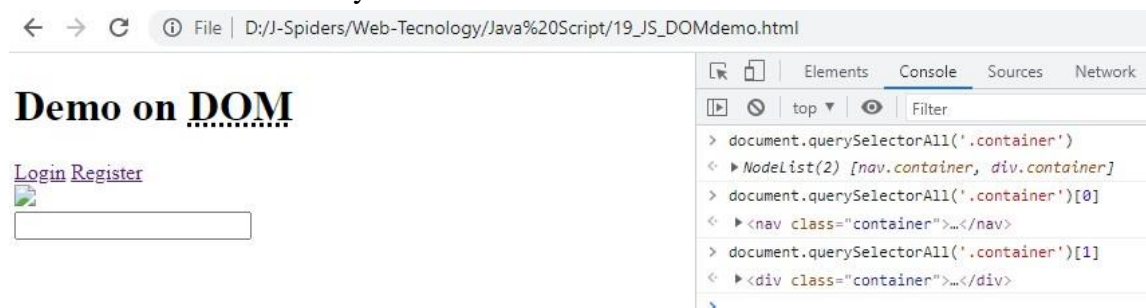 File | D:/J-Spiders/Web-Tecnology/Java%20Script/19_JS_DOMdemo.html
Demo on DOM
Login Register
Elements Console Sources Network
top Filter
> document.querySelectorAll('.container')
NodeList(2) [nav.container, div.container]
> document.querySelectorAll('.container')[0]
<nav class="container">…</nav>
> document.querySelectorAll('.container')[1]
<div class="container">…</div>
>